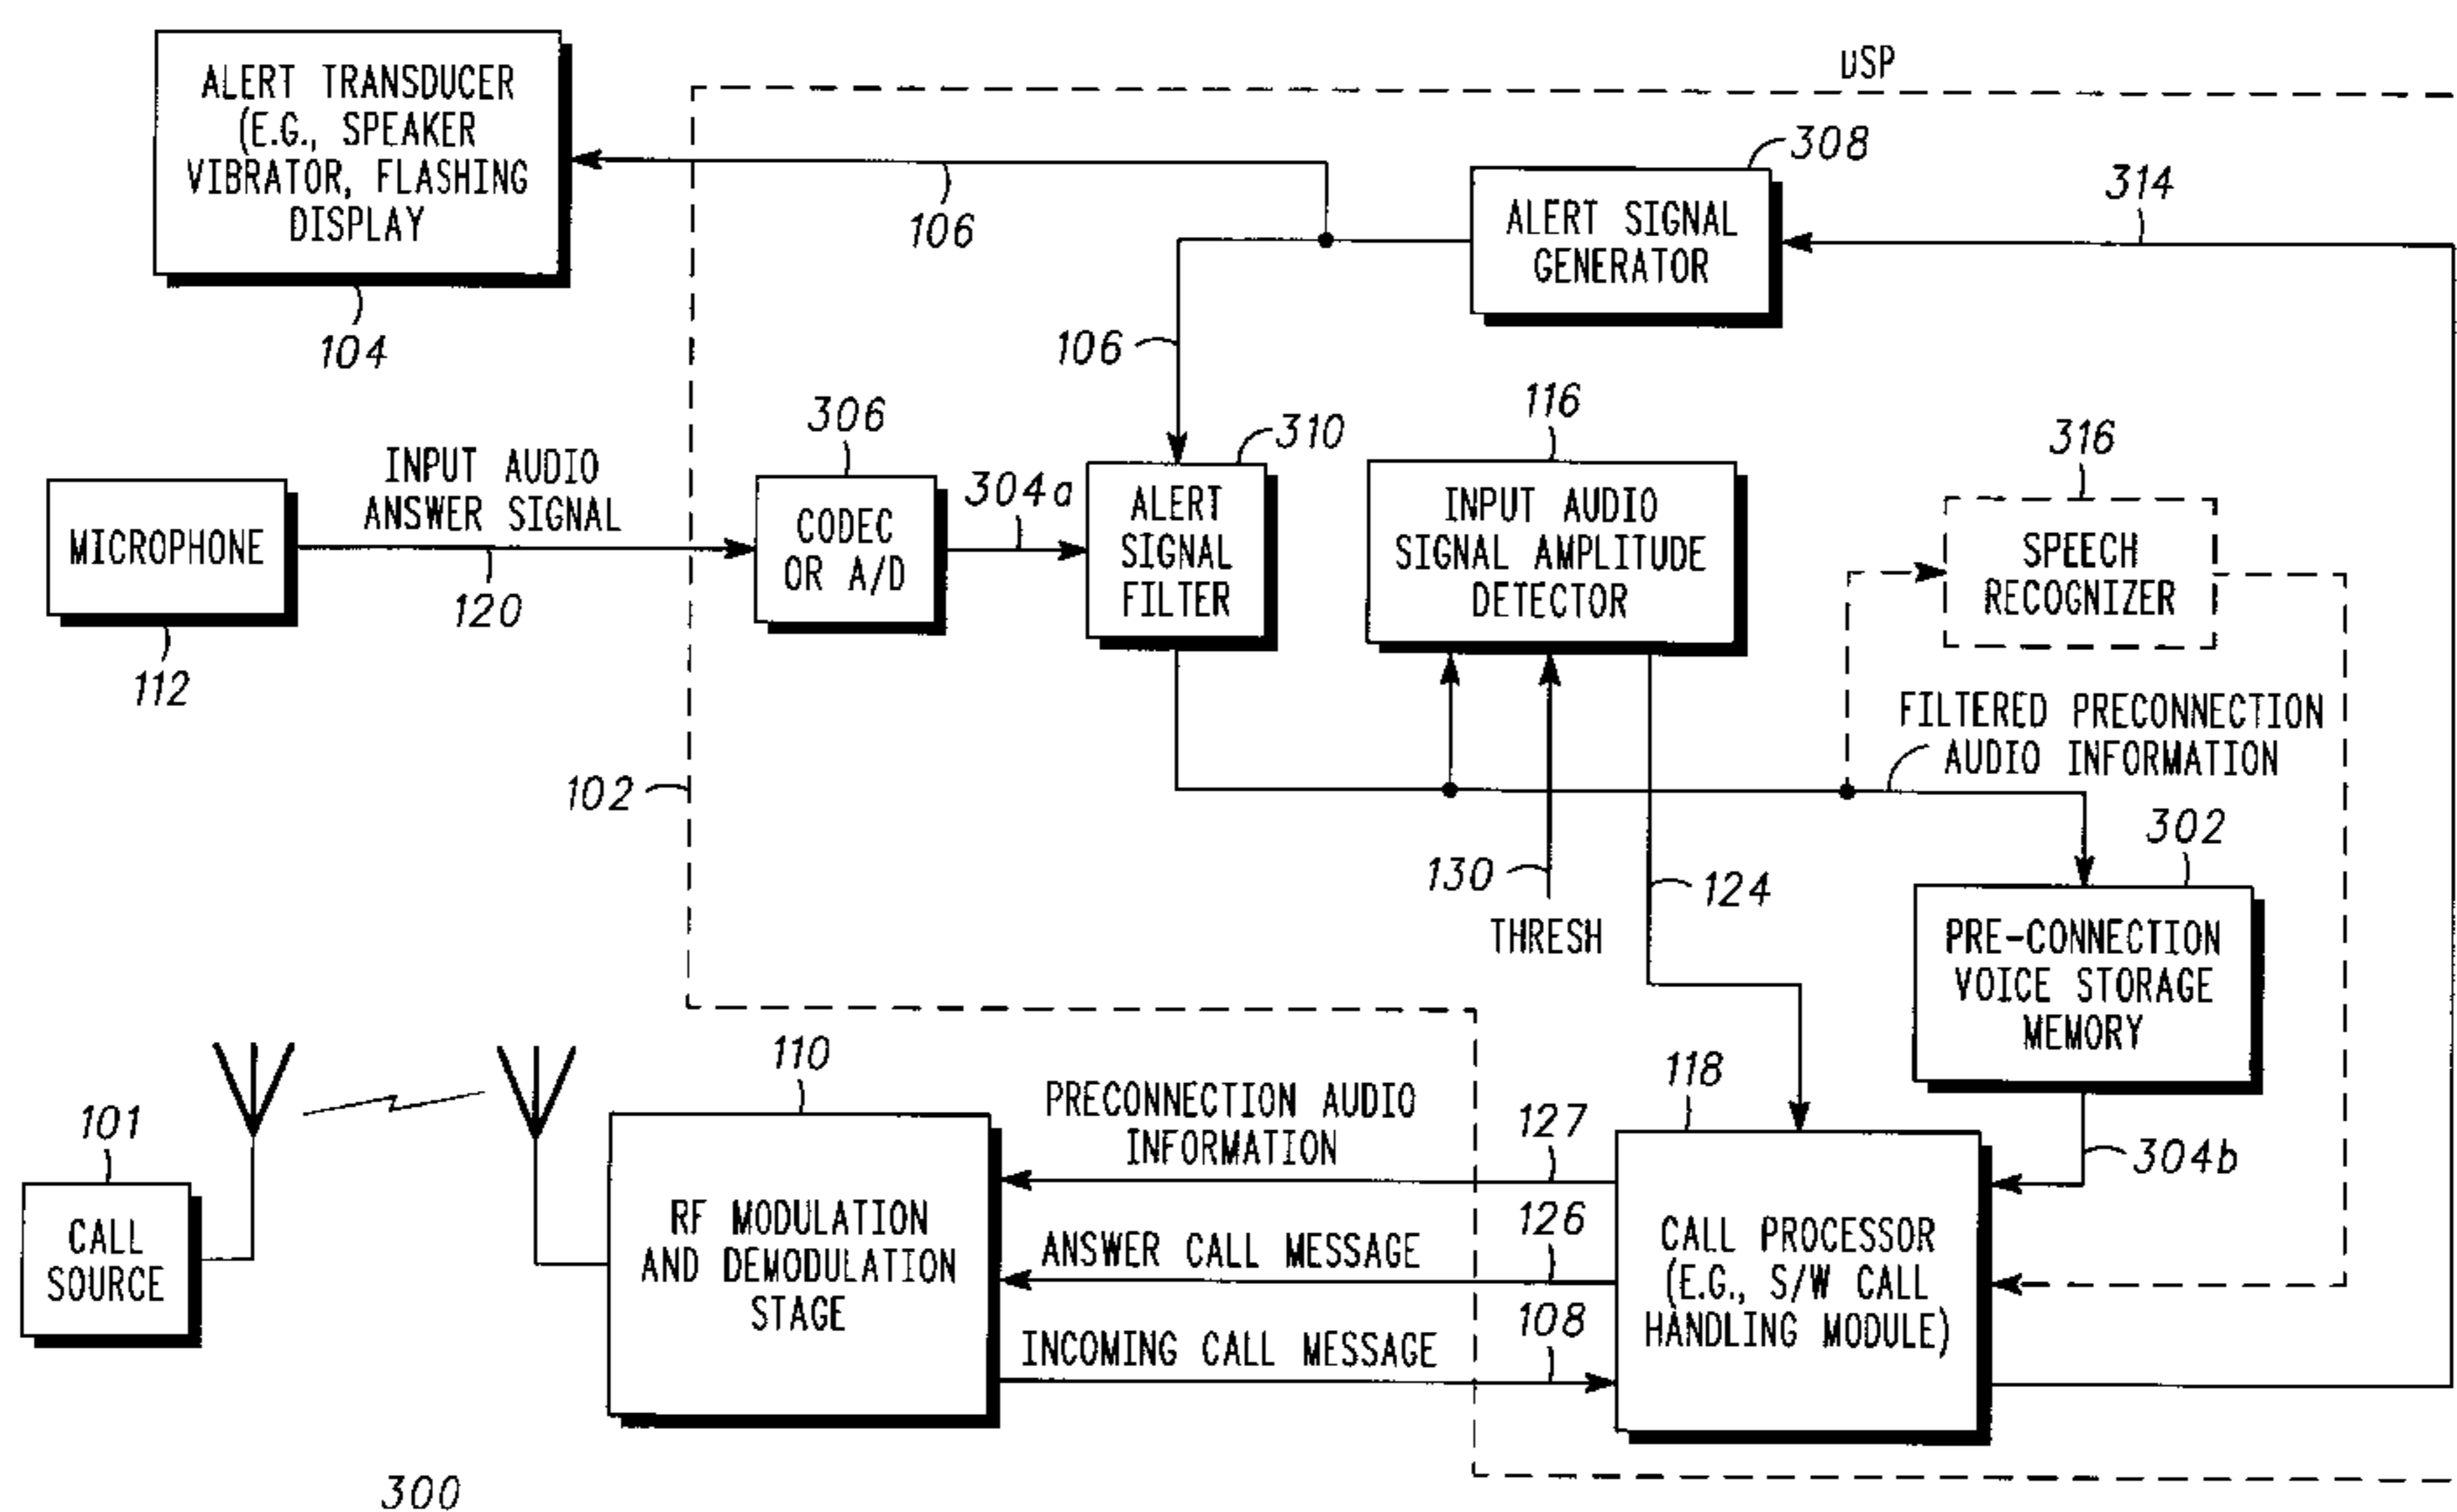 DSP
ALERT TRANSDUCER
(E.G., SPEAKER
VIBRATOR, FLASHING
DISPLAY
104
106
308
ALERT SIGNAL
GENERATOR
314
106
MICROPHONE
112
INPUT AUDIO
ANSWER SIGNAL
120
306
CODEC
OR A/D
304a
310
ALERT
SIGNAL
FILTER
116
INPUT AUDIO
SIGNAL AMPLITUDE
DETECTOR
316
SPEECH
RECOGNIZER
FILTERED PRECONNECTION
AUDIO INFORMATION
102
130
THRESH
124
302
PRE-CONNECTION
VOICE STORAGE
MEMORY
304b
101
CALL
SOURCE
110
RF MODULATION
AND DEMODULATION
STAGE
PRECONNECTION AUDIO
INFORMATION
127
ANSWER CALL MESSAGE
126
INCOMING CALL MESSAGE
108
118
CALL PROCESSOR
(E.G., S/W CALL
HANDLING MODULE)
300